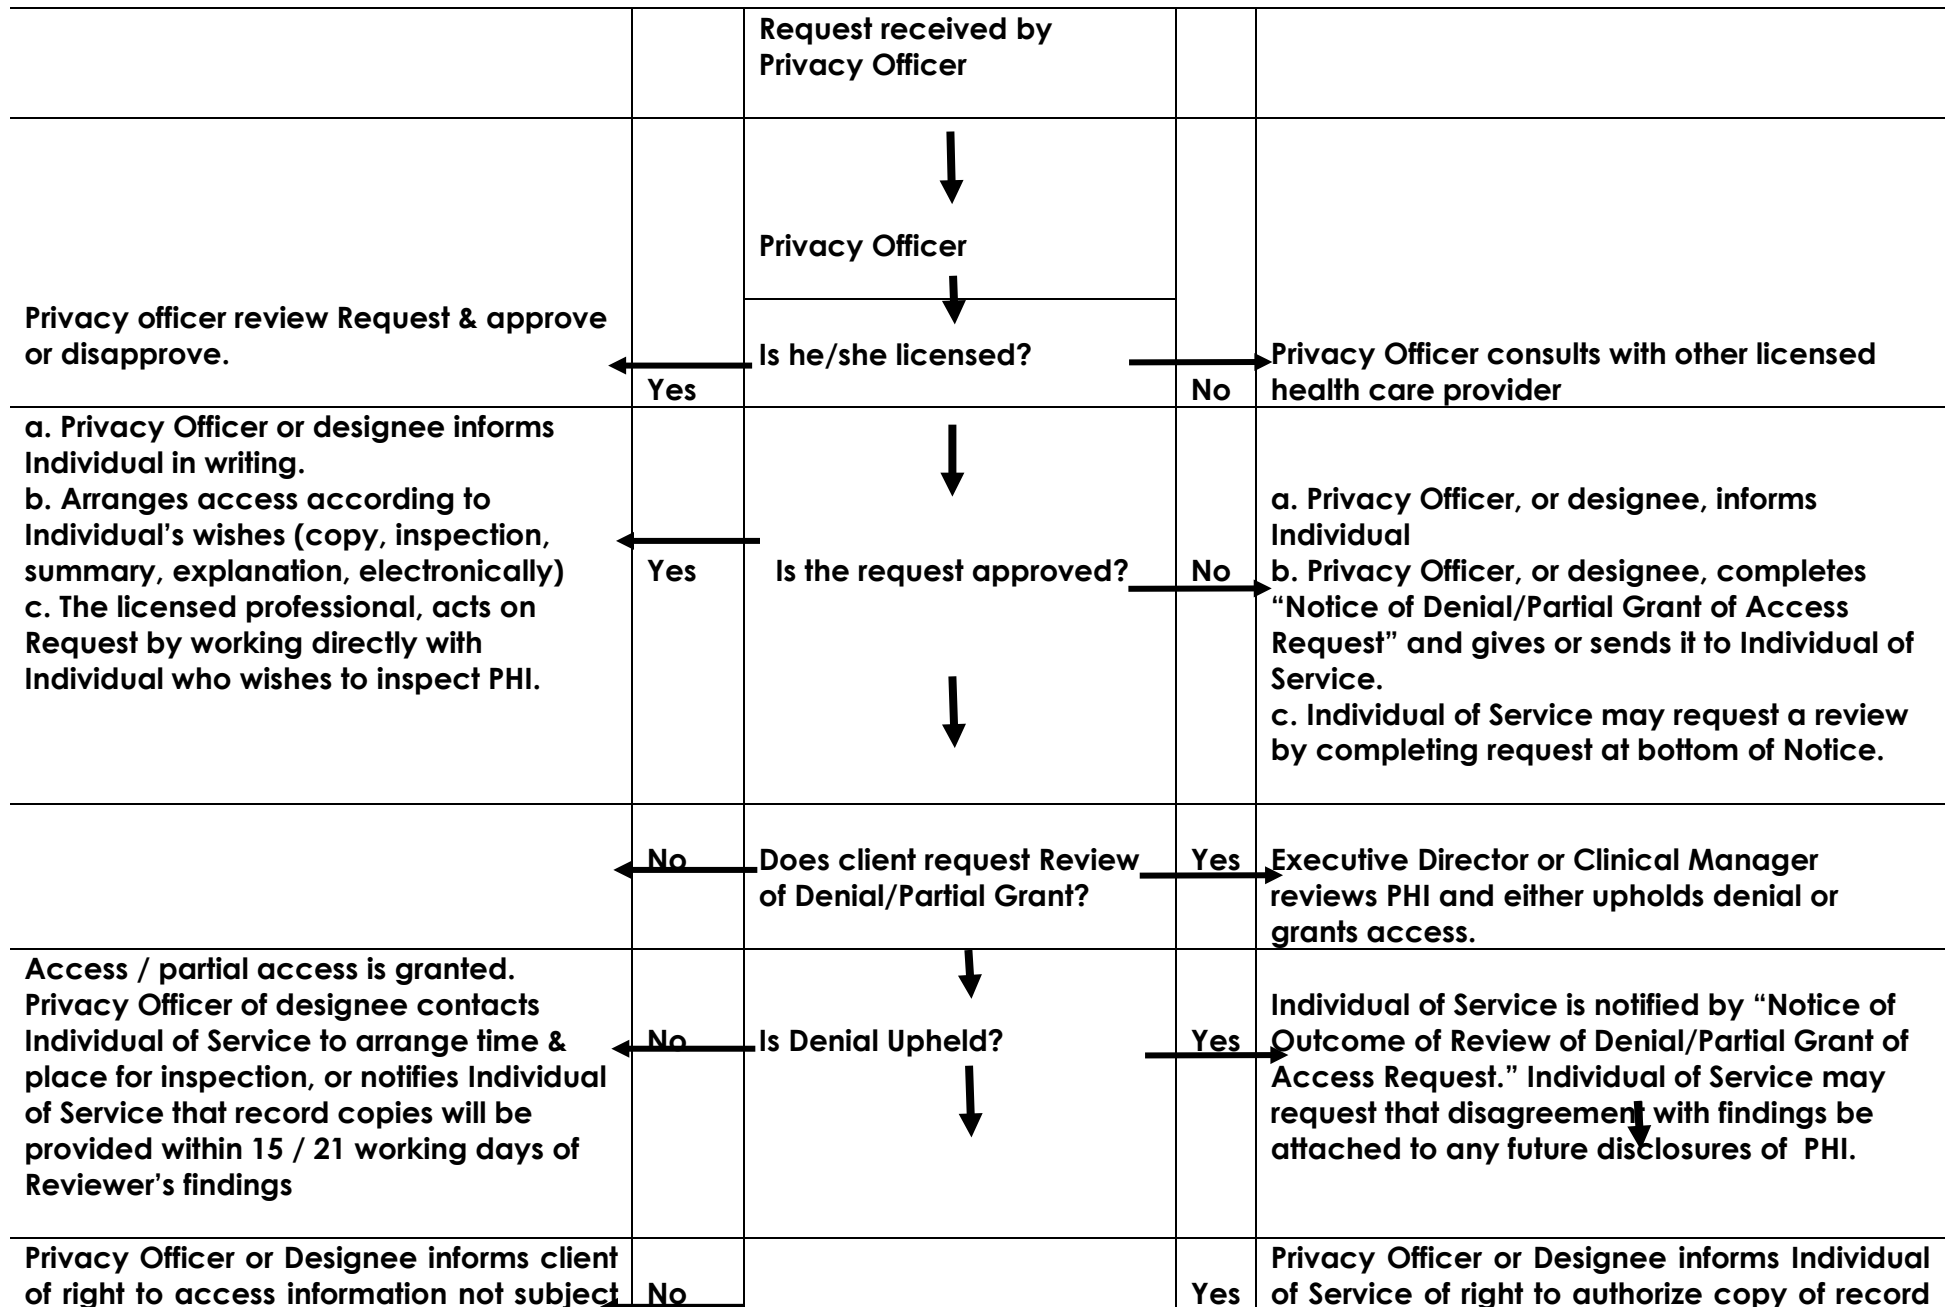 Request received by
Privacy Officer
Privacy Officer
Privacy officer review Request & approve
or disapprove.
Yes
Is he/she licensed?
No
Privacy Officer consults with other licensed
health care provider
a. Privacy Officer or designee informs
Individual in writing.
b. Arranges access according to
Individual’s wishes (copy, inspection,
summary, explanation, electronically)
c. The licensed professional, acts on
Request by working directly with
Individual who wishes to inspect PHI.
Yes
Is the request approved?
No
a. Privacy Officer, or designee, informs
Individual
b. Privacy Officer, or designee, completes
“Notice of Denial/Partial Grant of Access
Request” and gives or sends it to Individual of
Service.
c. Individual of Service may request a review
by completing request at bottom of Notice.
No
Does client request Review
of Denial/Partial Grant?
Yes
Executive Director or Clinical Manager
reviews PHI and either upholds denial or
grants access.
Access / partial access is granted.
Privacy Officer of designee contacts
Individual of Service to arrange time &
place for inspection, or notifies Individual
of Service that record copies will be
provided within 15 / 21 working days of
Reviewer’s findings
No
Is Denial Upheld?
Yes
Individual of Service is notified by “Notice of
Outcome of Review of Denial/Partial Grant of
Access Request.” Individual of Service may
request that disagreement with findings be
attached to any future disclosures of PHI.
Privacy Officer or Designee informs client
of right to access information not subject
No
Yes
Privacy Officer or Designee informs Individual
of Service of right to authorize copy of record